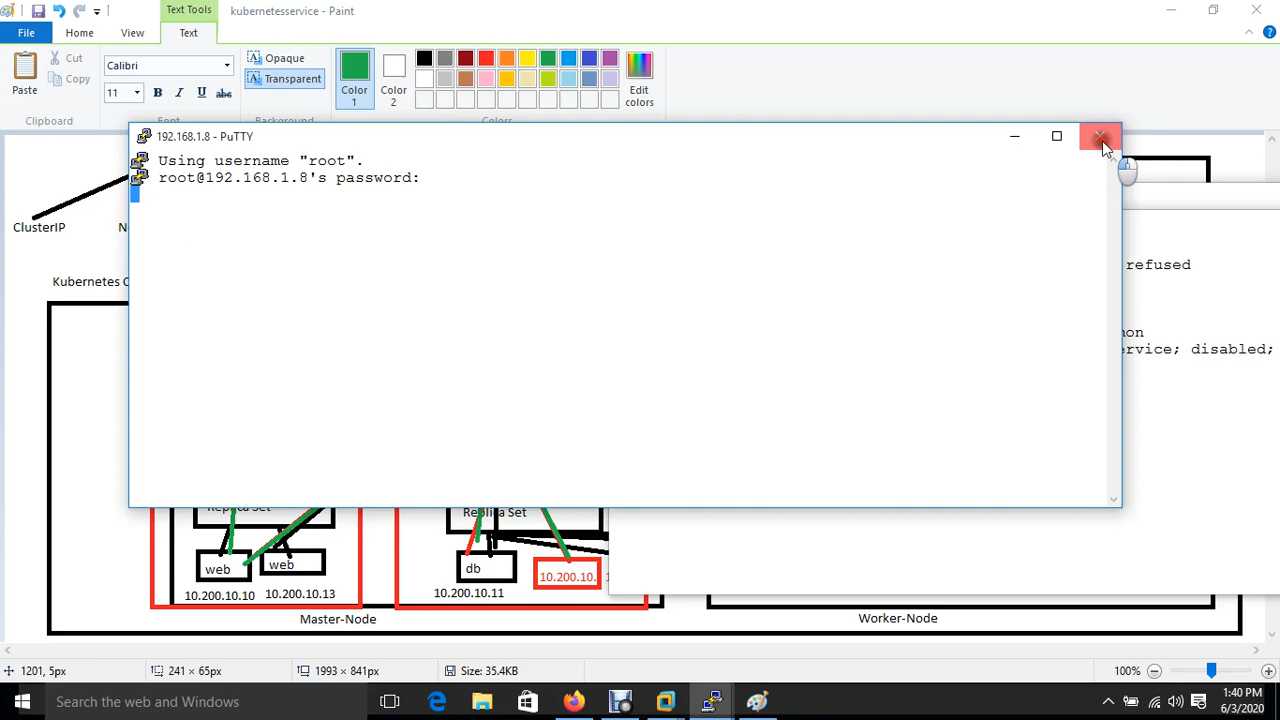 Text Tools
kubernetesservice - Paint
File
Home
View
Text
Paste
Cut
Copy
Clipboard
Calibri
11
B
I
U
abc
Font
Opaque
Transparent
Background
Color
1
Color
2
Edit
colors
Colors
192.168.1.8 - PuTTY
Using username "root".
root@192.168.1.8's password:
ClusterIP
N
refused
ervice; disabled;
Kubernetes C
Replica Set
Replica Set
web
web
db
10.200.10.
10.200.10.10
10.200.10.13
10.200.10.11
Master-Node
Worker-Node
1201, 5px
241 × 65px
1993 × 841px
Size: 35.4KB
100%
Search the web and Windows
1:40 PM
6/3/2020